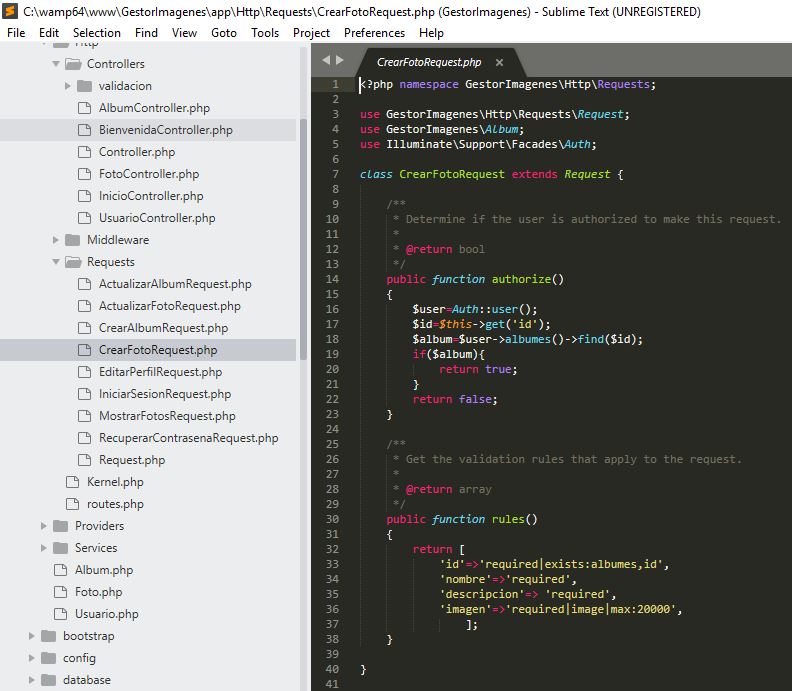 C:\wamp64\www\GestorImagenes\app\Http\Requests\CrearFotoRequest.php (GestorImagenes) - Sublime Text (UNREGISTERED)
File Edit Selection Find View Goto Tools Project Preferences Help
Http
Controllers
validacion
AlbumController.php
BienvenidaController.php
Controller.php
FotoController.php
InicioController.php
UsuarioController.php
Middleware
Requests
ActualizarAlbumRequest.php
ActualizarFotoRequest.php
CrearAlbumRequest.php
CrearFotoRequest.php
EditarPerfilRequest.php
IniciarSesionRequest.php
MostrarFotosRequest.php
RecuperarContrasenaRequest.php
Request.php
Kernel.php
routes.php
Providers
Services
Album.php
Foto.php
Usuario.php
bootstrap
config
database
CrearFotoRequest.php ×
1 <?php namespace GestorImagenes\Http\Requests;
2
3 use GestorImagenes\Http\Requests\Request;
4 use GestorImagenes\Album;
5 use Illuminate\Support\Facades\Auth;
6
7 class CrearFotoRequest extends Request {
8
9     /**
10      * Determine if the user is authorized to make this request.
11      *
12      * @return bool
13      */
14     public function authorize()
15     {
16         $user=Auth::user();
17         $id=$this->get('id');
18         $album=$user->albumes()->find($id);
19         if($album){
20             return true;
21         }
22         return false;
23     }
24
25     /**
26      * Get the validation rules that apply to the request.
27      *
28      * @return array
29      */
30     public function rules()
31     {
32         return [
33             'id'=>'required|exists:albumes,id',
34             'nombre'=>'required',
35             'descripcion'=> 'required',
36             'imagen'=>'required|image|max:20000',
37                 ];
38     }
39
40 }
41